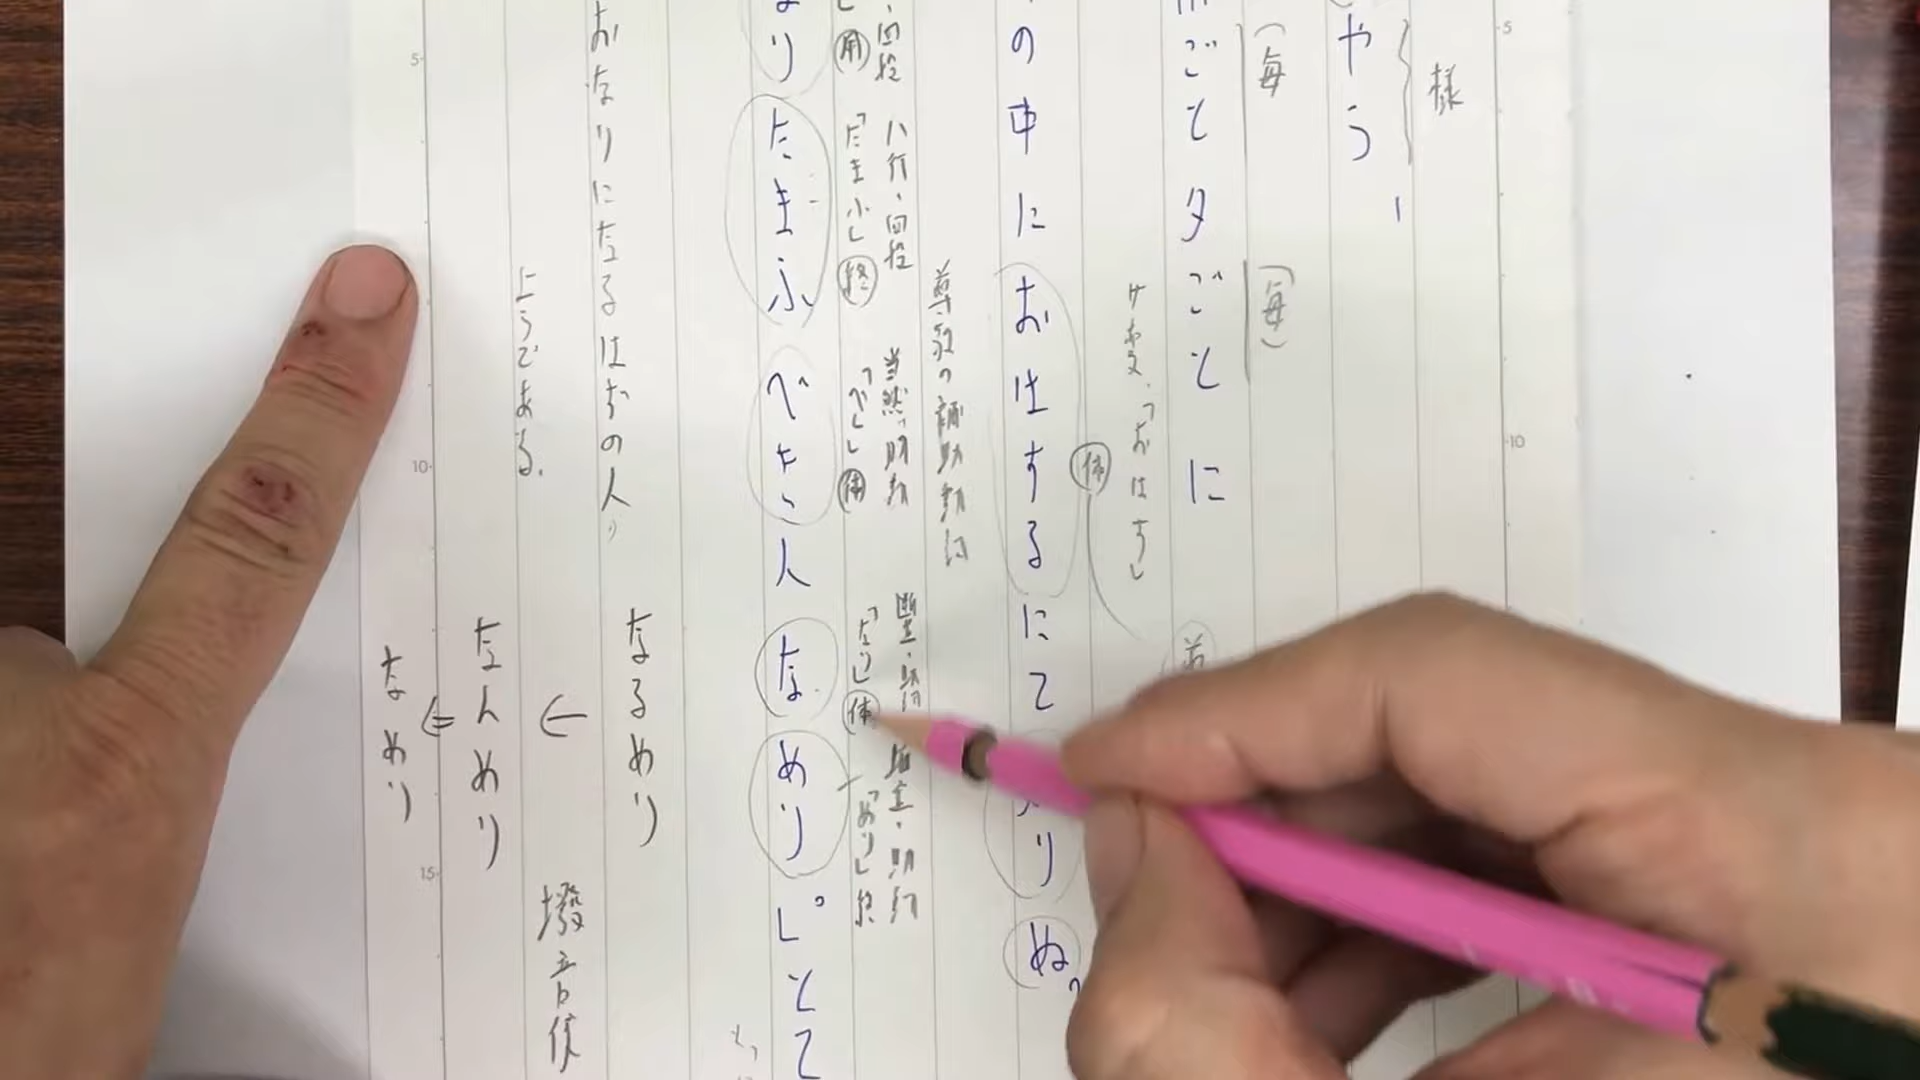 様
やう、
(毎
(毎)
ごと夕ごとに
サ変、「おはす」
体
の中におはするにて
りぬ。
尊敬の補助動詞
四段
用
ハ行・四段
「たまふ」終
当然・助動
「べし」体
断定・助動
「なり」体
推定・助動
「めり」終
りたまふべき人なめり」とて
おなりになるはずの人」
ようである。
なるめり
←
なんめり
⇐
なめり
撥音便
5
10
15
5
10